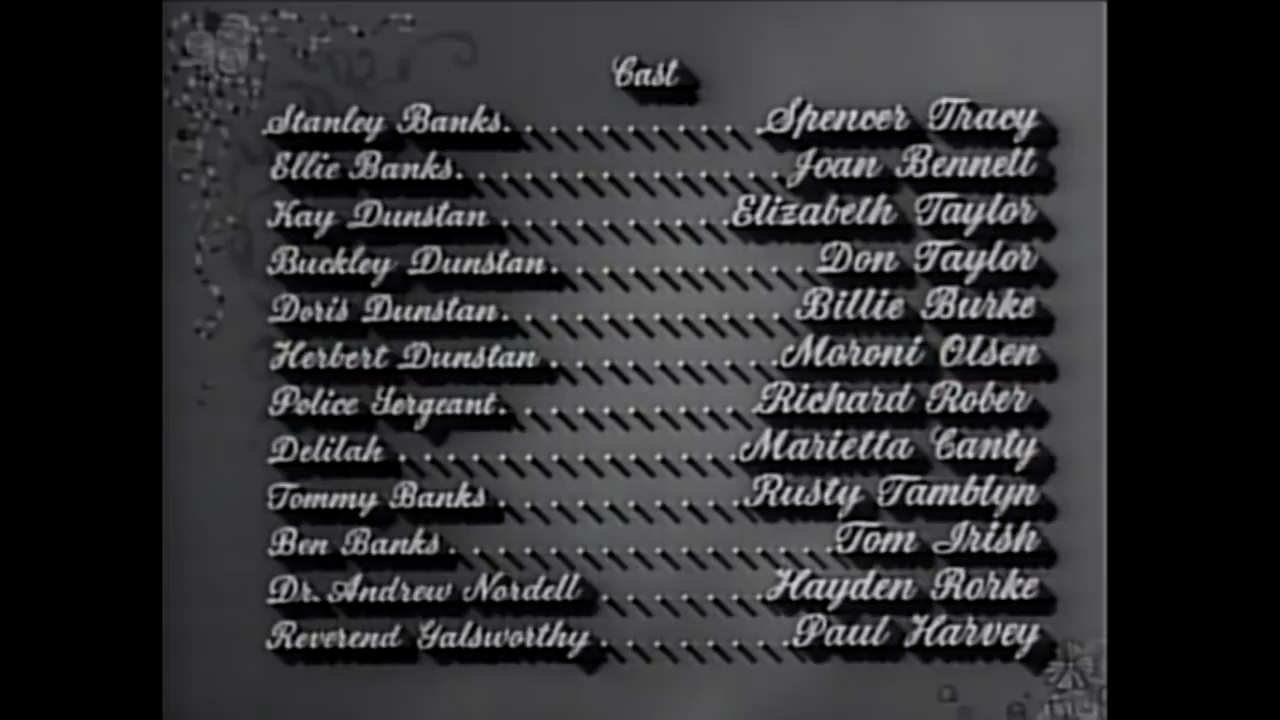 Cast
Stanley Banks. . . . . . . . . . Spencer Tracy
Ellie Banks. . . . . . . . . . . . . Joan Bennett
Kay Dunstan . . . . . . . . . . Elizabeth Taylor
Buckley Dunstan. . . . . . . . . . . Don Taylor
Doris Dunstan. . . . . . . . . . . . Billie Burke
Herbert Dunstan . . . . . . . . . . Moroni Olsen
Police Sergeant. . . . . . . . . . Richard Rober
Delilah . . . . . . . . . . . . . . Marietta Canty
Tommy Banks . . . . . . . . . . Rusty Tamblyn
Ben Banks . . . . . . . . . . . . . . . Tom Irish
Dr. Andrew Nordell . . . . . . . Hayden Rorke
Reverend Galsworthy . . . . . . . . Paul Harvey